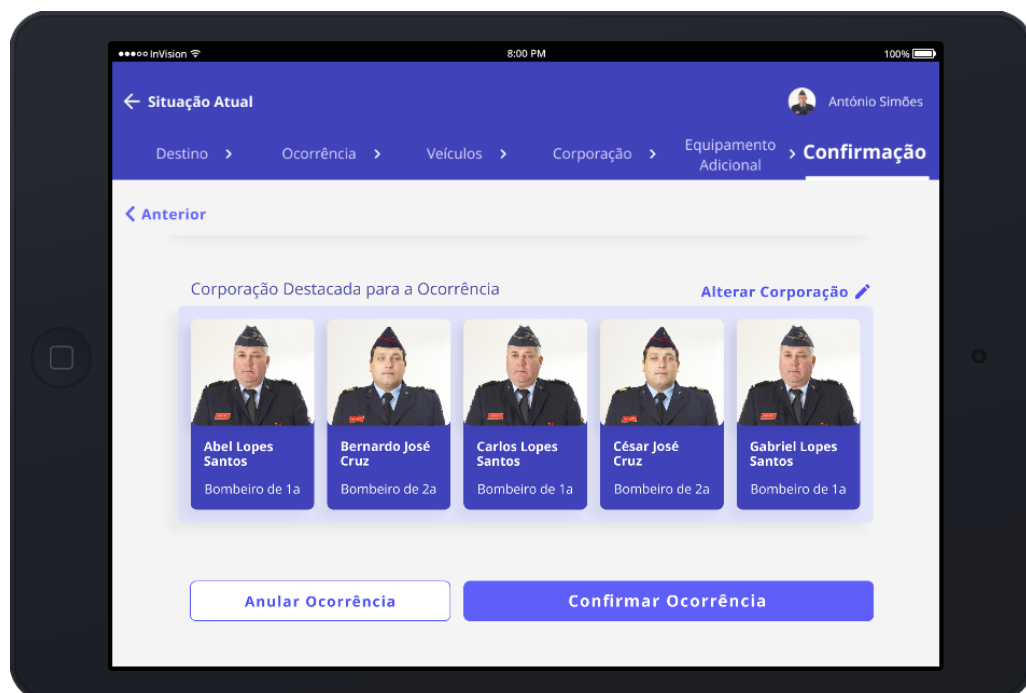 InVision
8:00 PM
100%
Situação Atual
António Simões
Destino
Ocorrência
Veículos
Corporação
Equipamento
Adicional
Confirmação
Anterior
Corporação Destacada para a Ocorrência
Alterar Corporação
Abel Lopes
Santos
Bombeiro de 1a
Bernardo José
Cruz
Bombeiro de 2a
Carlos Lopes
Santos
Bombeiro de 1a
César José
Cruz
Bombeiro de 2a
Gabriel Lopes
Santos
Bombeiro de 1a
Anular Ocorrência
Confirmar Ocorrência